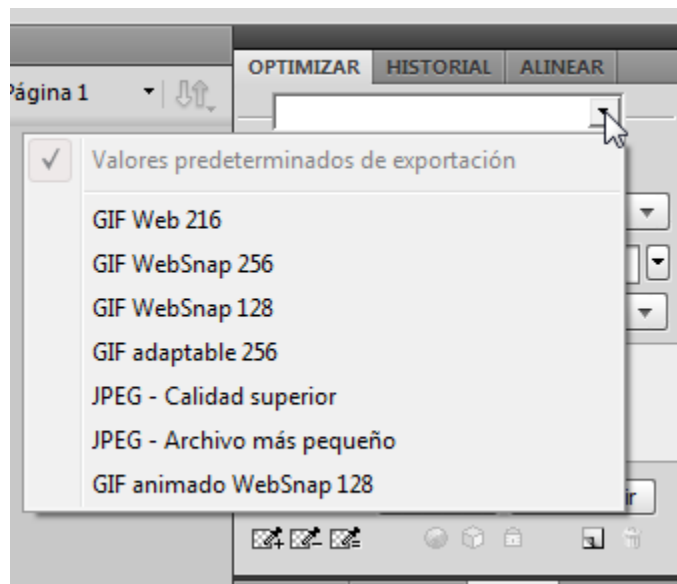 OPTIMIZAR HISTORIAL ALINEAR
Página 1
Valores predeterminados de exportación
GIF Web 216
GIF WebSnap 256
GIF WebSnap 128
GIF adaptable 256
JPEG - Calidad superior
JPEG - Archivo más pequeño
GIF animado WebSnap 128